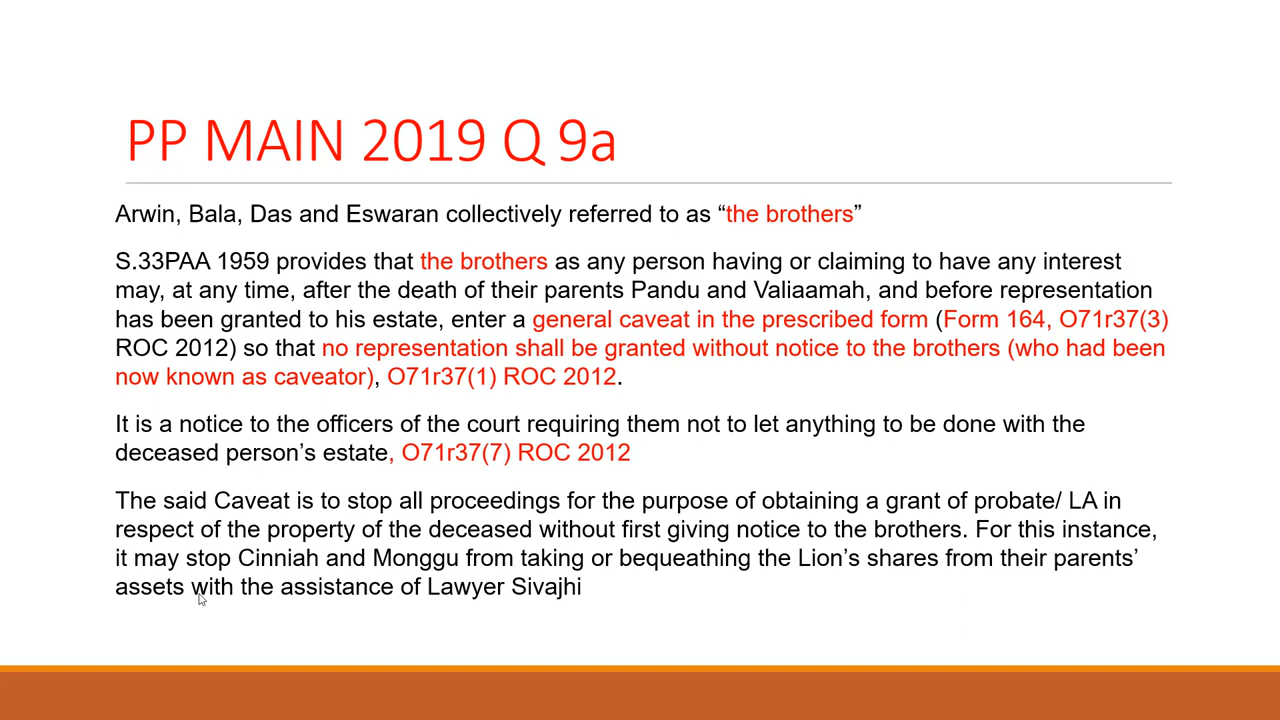 PP MAIN 2019 Q 9a
Arwin, Bala, Das and Eswaran collectively referred to as “the brothers”
S.33PAA 1959 provides that the brothers as any person having or claiming to have any interest
may, at any time, after the death of their parents Pandu and Valiaamah, and before representation
has been granted to his estate, enter a general caveat in the prescribed form (Form 164, O71r37(3)
ROC 2012) so that no representation shall be granted without notice to the brothers (who had been
now known as caveator), O71r37(1) ROC 2012.
It is a notice to the officers of the court requiring them not to let anything to be done with the
deceased person’s estate, O71r37(7) ROC 2012
The said Caveat is to stop all proceedings for the purpose of obtaining a grant of probate/ LA in
respect of the property of the deceased without first giving notice to the brothers. For this instance,
it may stop Cinniah and Monggu from taking or bequeathing the Lion’s shares from their parents’
assets with the assistance of Lawyer Sivajhi